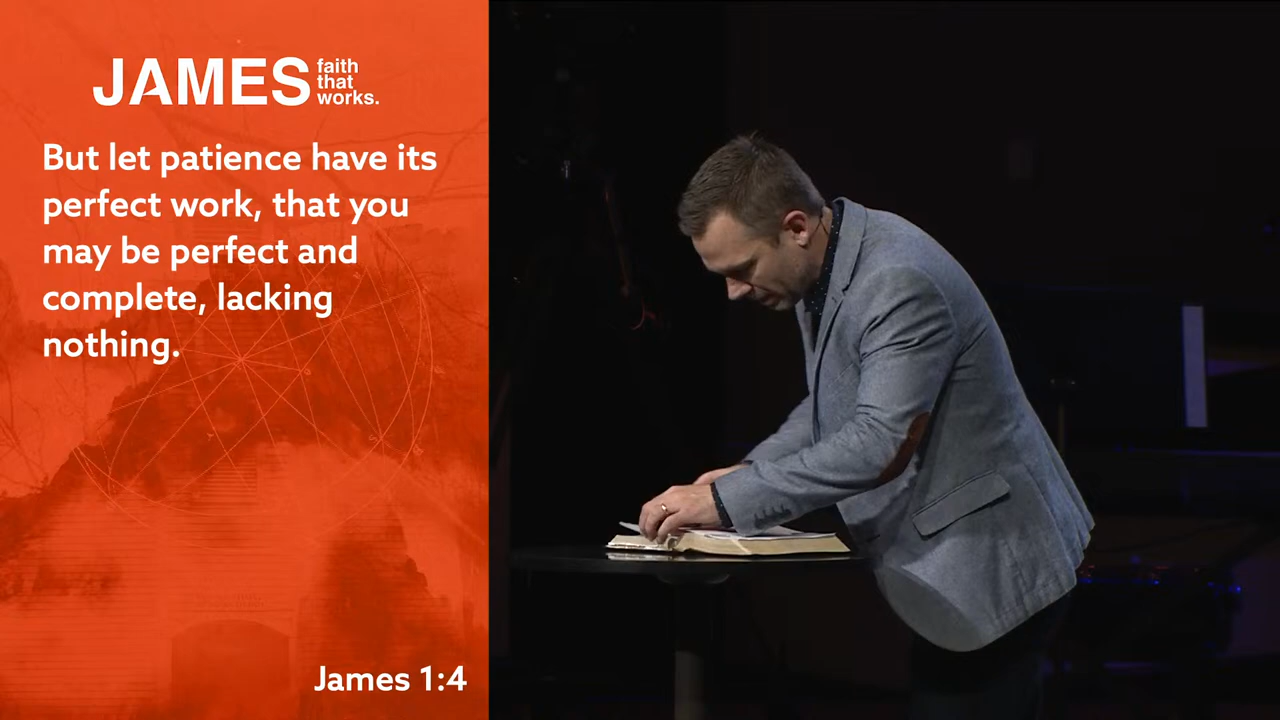 JAMES faith
that
works.
But let patience have its
perfect work, that you
may be perfect and
complete, lacking
nothing.
James 1:4